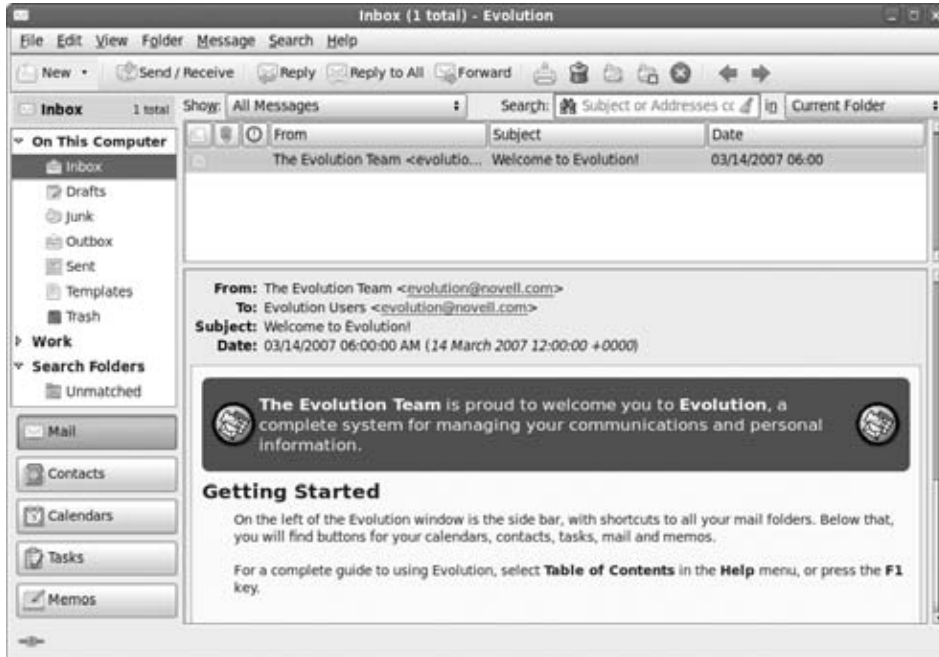 Inbox (1 total) - Evolution
File Edit View Folder Message Search Help
New Send / Receive Reply Reply to All Forward
Inbox 1 total
Show: All Messages Search: Subject or Addresses cc in Current Folder
From Subject Date
The Evolution Team <evolutio... Welcome to Evolution! 03/14/2007 06:00
On This Computer
Inbox
Drafts
Junk
Outbox
Sent
Templates
Trash
Work
Search Folders
Unmatched
Mail
Contacts
Calendars
Tasks
Memos
From: The Evolution Team <evolution@novell.com>
To: Evolution Users <evolution@novell.com>
Subject: Welcome to Evolution!
Date: 03/14/2007 06:00:00 AM (14 March 2007 12:00:00 +0000)
The Evolution Team is proud to welcome you to Evolution, a
complete system for managing your communications and personal
information.
Getting Started
On the left of the Evolution window is the side bar, with shortcuts to all your mail folders. Below that,
you will find buttons for your calendars, contacts, tasks, mail and memos.
For a complete guide to using Evolution, select Table of Contents in the Help menu, or press the F1
key.